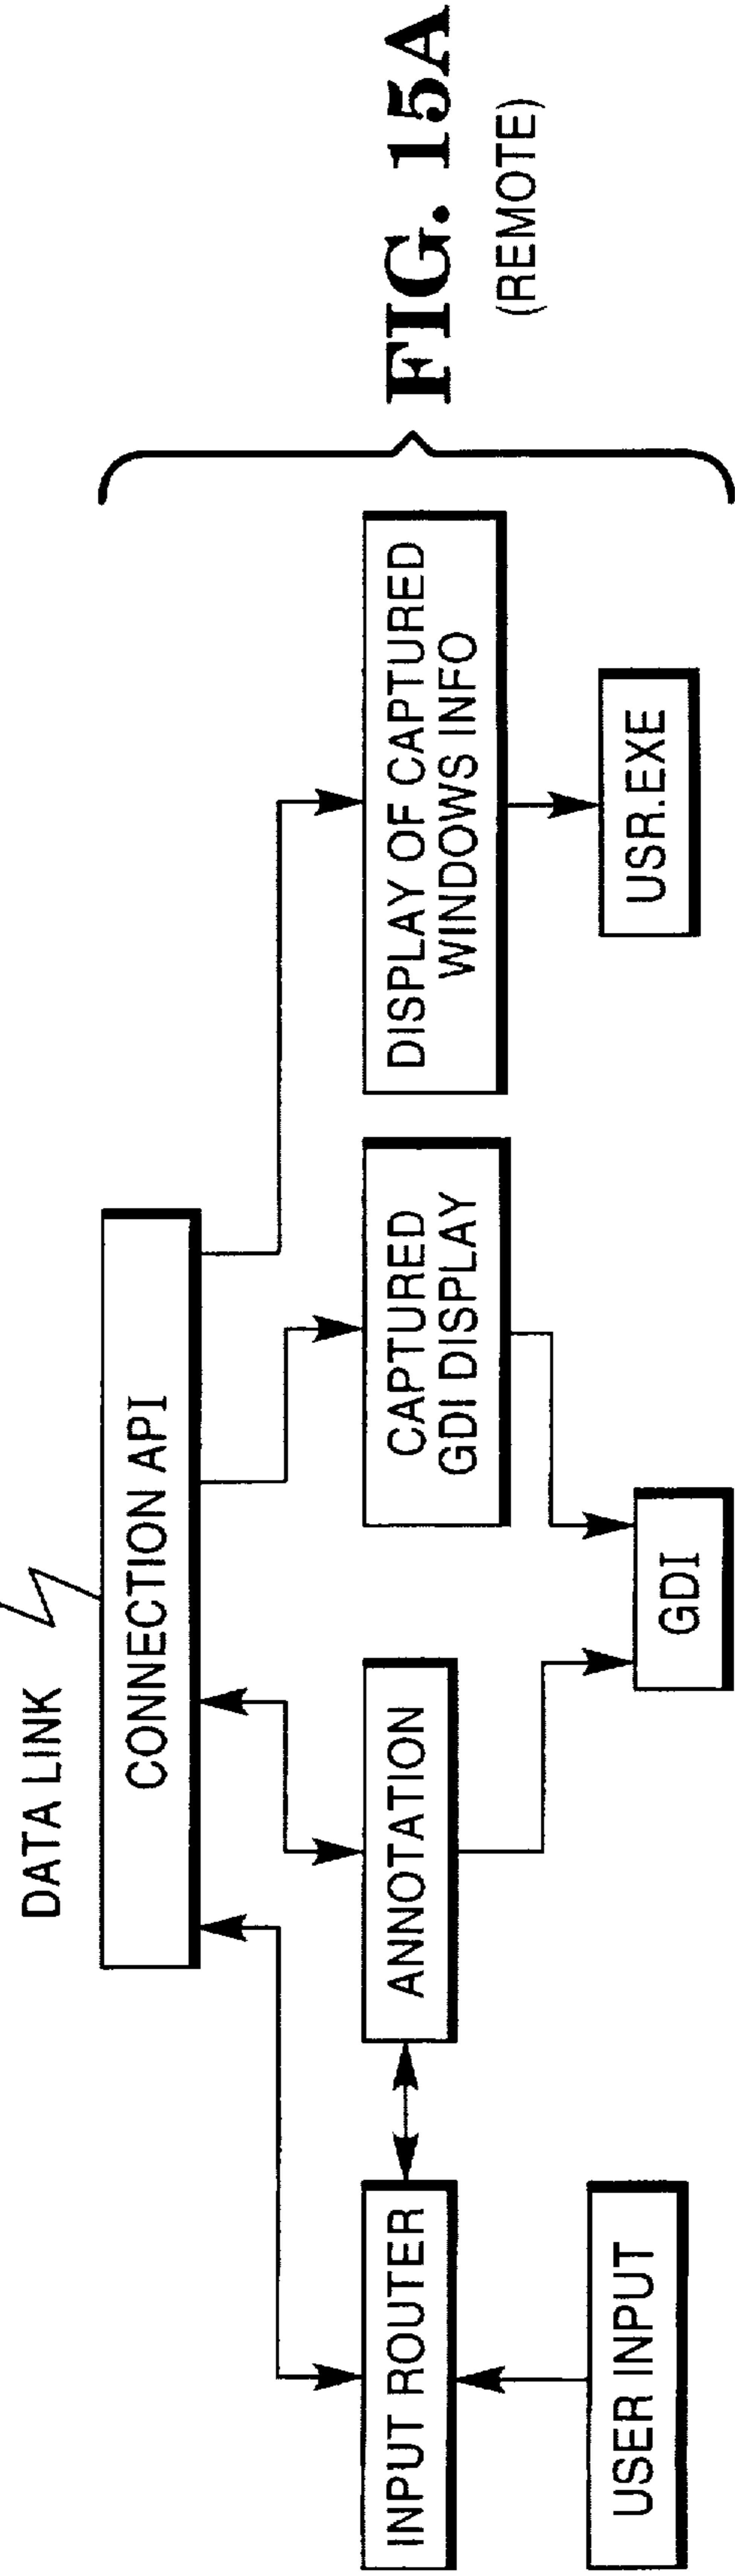 DATA LINK
CONNECTION API
INPUT ROUTER
ANNOTATION
CAPTURED
GDI DISPLAY
DISPLAY OF CAPTURED
WINDOWS INFO
USER INPUT
GDI
USR.EXE
FIG. 15A
(REMOTE)